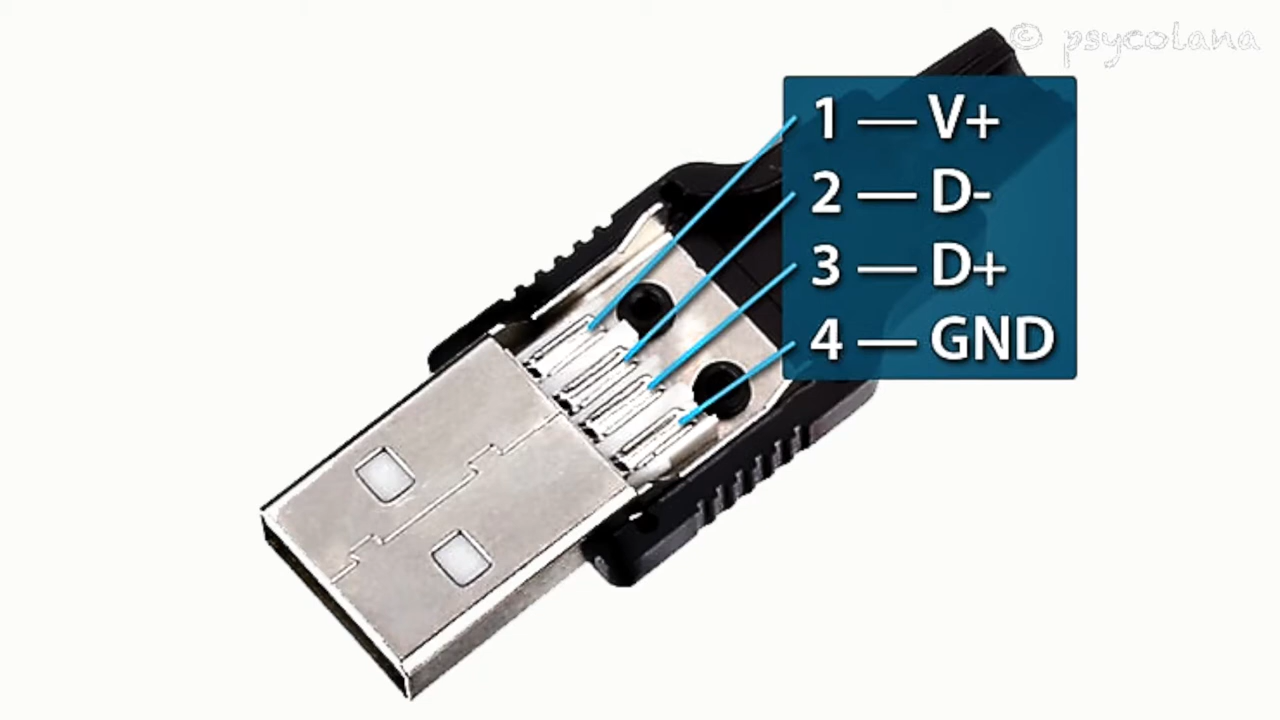 © psycolana
1 — V+
2 — D-
3 — D+
4 — GND